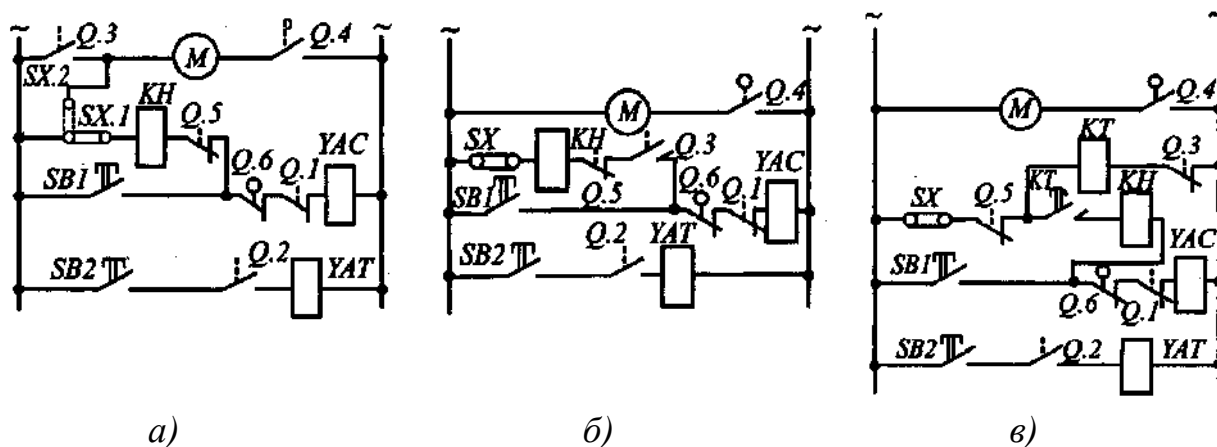 ~ ~ ~ ~ ~ ~
Q.3 M Q.4
SX.2
SX.1 KH Q.5
YAC
Q.6 Q.1
SB1
SB2 Q.2 YAT
M Q.4
SX KH Q.3 YAC
Q.6
SB1 Q.5 Q.1
SB2 Q.2 YAT
M Q.4
KT Q.3
KT KH
SX Q.5
YAC
SB1
Q.6 Q.1
SB2 Q.2 YAT
а) б) в)